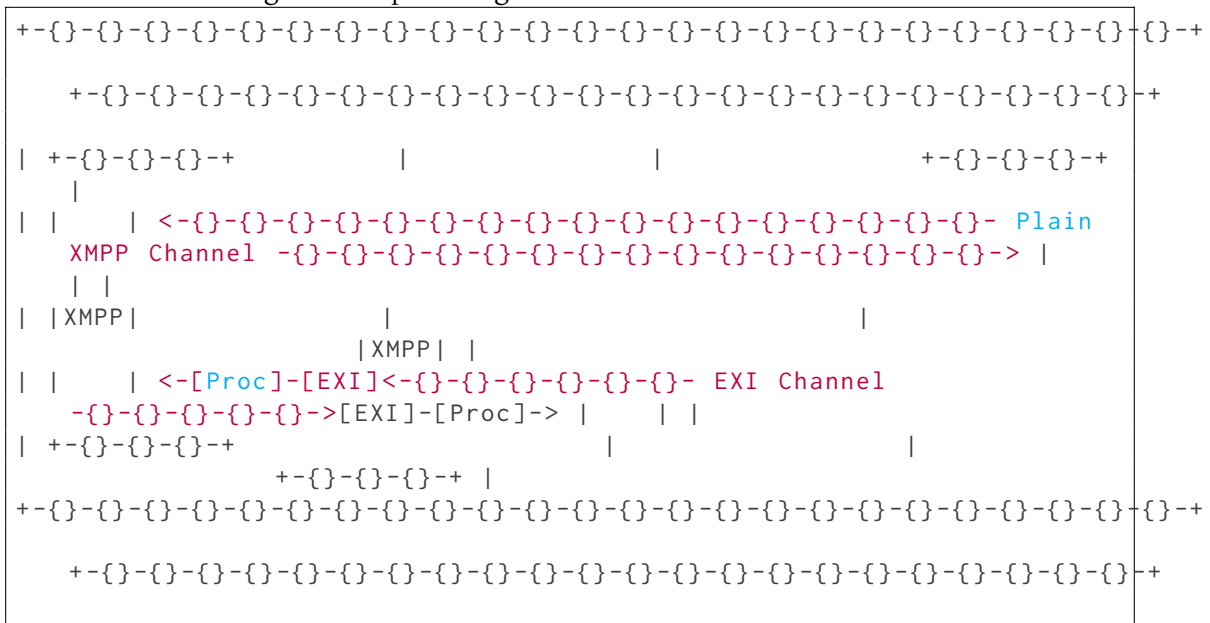 +-{}-{}-{}-{}-{}-{}-{}-{}-{}-{}-{}-{}-{}-{}-{}-{}-{}-{}-{}-{}-{}-{}-{}-{}-+
+-{}-{}-{}-{}-{}-{}-{}-{}-{}-{}-{}-{}-{}-{}-{}-{}-{}-{}-{}-{}-{}-{}-+
| +-{}-{}-{}-+ | | +-{}-{}-{}-+
|
| | | <-{}-{}-{}-{}-{}-{}-{}-{}-{}-{}-{}-{}-{}-{}-{}-{}-{}- Plain
XMPP Channel -{}-{}-{}-{}-{}-{}-{}-{}-{}-{}-{}-{}-{}-{}-{}-> |
| |
| |XMPP| | |
|XMPP| |
| | | <-[Proc]-[EXI]<-{}-{}-{}-{}-{}-{}- EXI Channel
-{}-{}-{}-{}-{}->[EXI]-[Proc]-> | | |
| +-{}-{}-{}-+ | |
+-{}-{}-{}-+ |
+-{}-{}-{}-{}-{}-{}-{}-{}-{}-{}-{}-{}-{}-{}-{}-{}-{}-{}-{}-{}-{}-{}-{}-{}-+
+-{}-{}-{}-{}-{}-{}-{}-{}-{}-{}-{}-{}-{}-{}-{}-{}-{}-{}-{}-{}-{}-{}-+